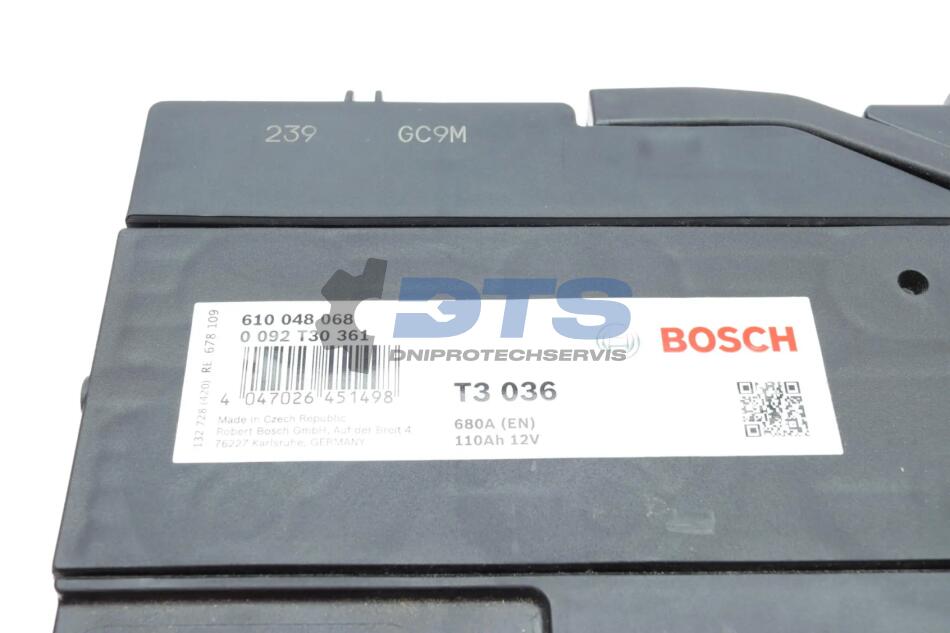 239 GC9M
132 728 (420) RE 678 109
610 048 068
0 092 T30 361
4 047026 451498
Made in Czech Republic
Robert Bosch GmbH, Auf der Breit 4
76227 Karlsruhe, GERMANY
T3 036
680A (EN)
110Ah 12V
BOSCH
DTS
DNIPROTECHSERVIS